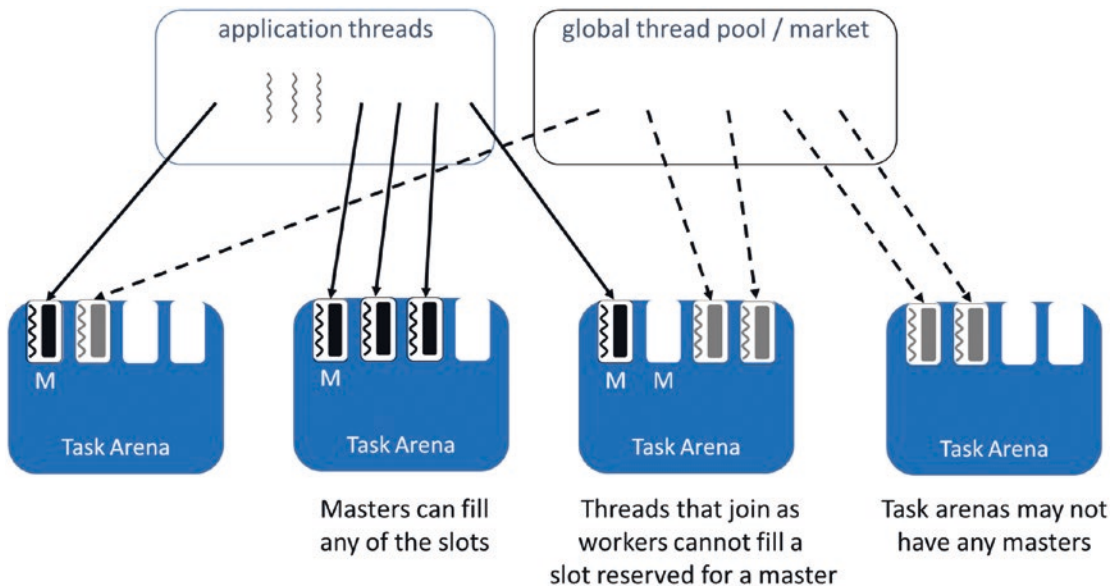 application threads
global thread pool / market
M
Task Arena
M
Task Arena
M M
Task Arena
Task Arena
Masters can fill
any of the slots
Threads that join as
workers cannot fill a
slot reserved for a master
Task arenas may not
have any masters